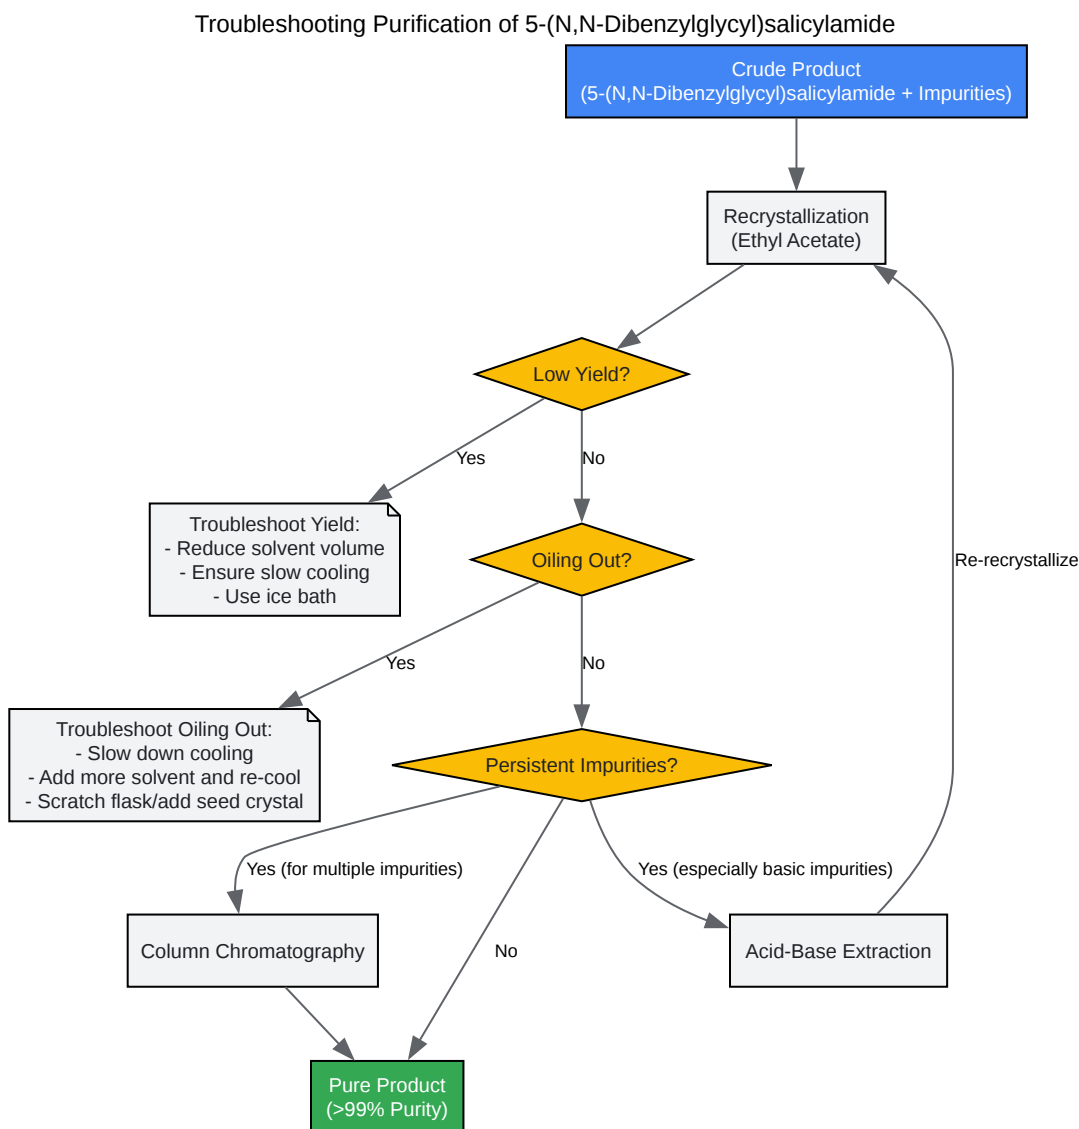 Troubleshooting Purification of 5-(N,N-Dibenzylglycyl)salicylamide
Crude Product
(5-(N,N-Dibenzylglycyl)salicylamide + Impurities)
Recrystallization
(Ethyl Acetate)
Low Yield?
Yes
No
Troubleshoot Yield:
- Reduce solvent volume
- Ensure slow cooling
- Use ice bath
Oiling Out?
Re-recrystallize
Yes
No
Troubleshoot Oiling Out:
- Slow down cooling
- Add more solvent and re-cool
- Scratch flask/add seed crystal
Persistent Impurities?
Yes (for multiple impurities)
Yes (especially basic impurities)
Column Chromatography
No
Acid-Base Extraction
Pure Product
(>99% Purity)